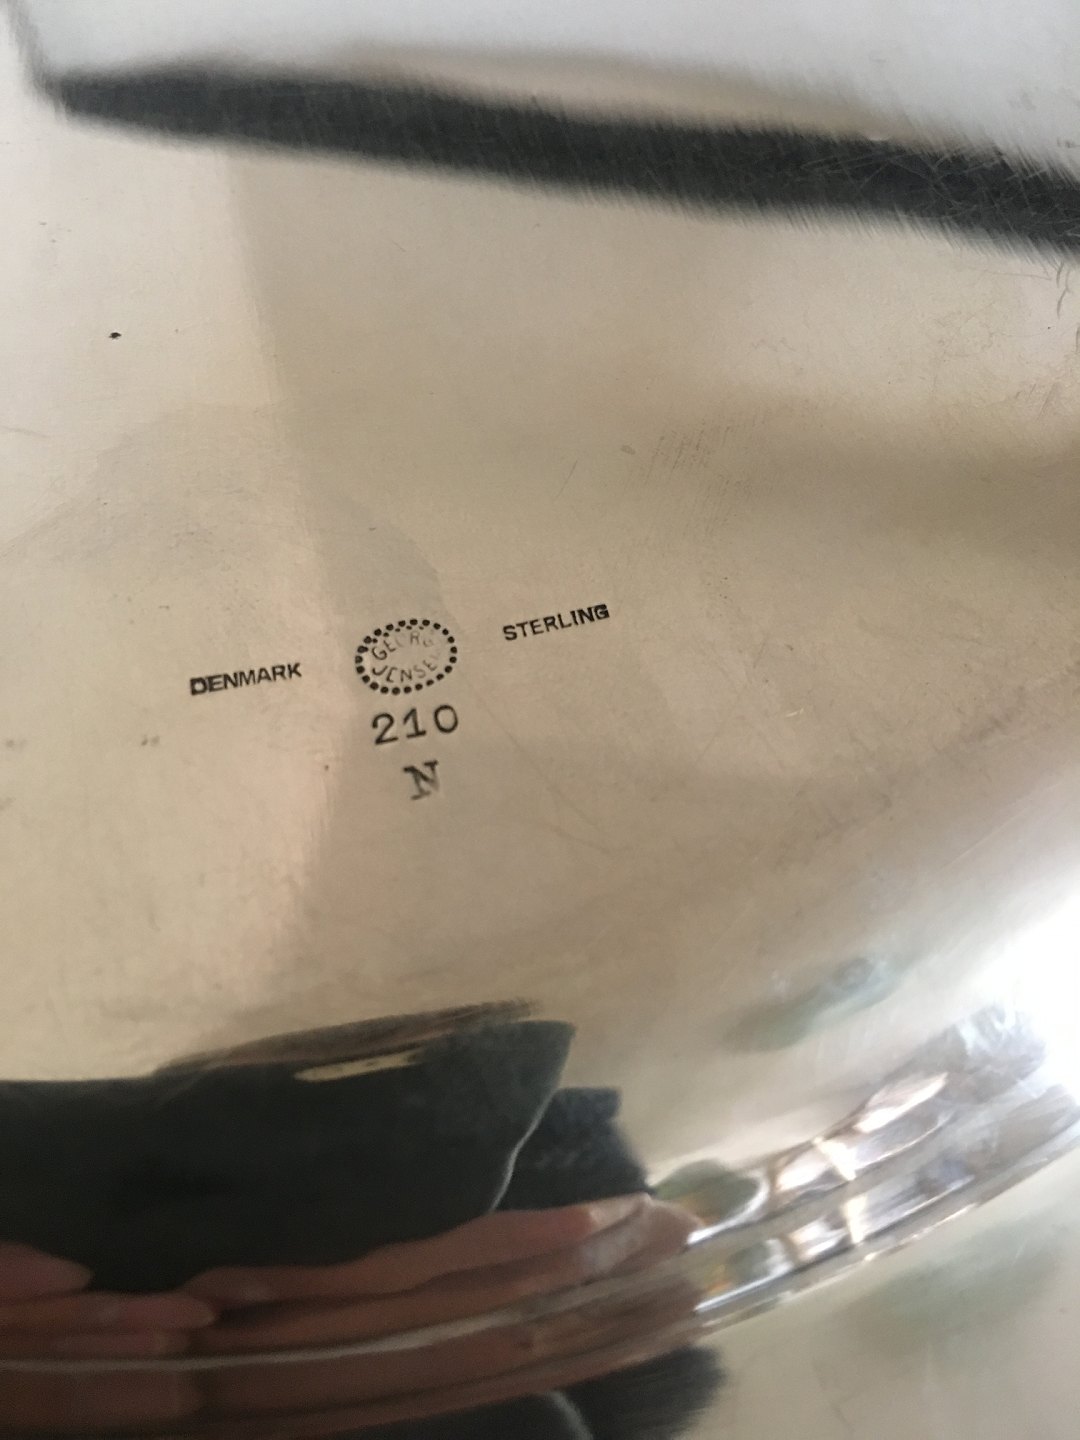 DENMARK
GEORG
JENSEN
STERLING
210
N